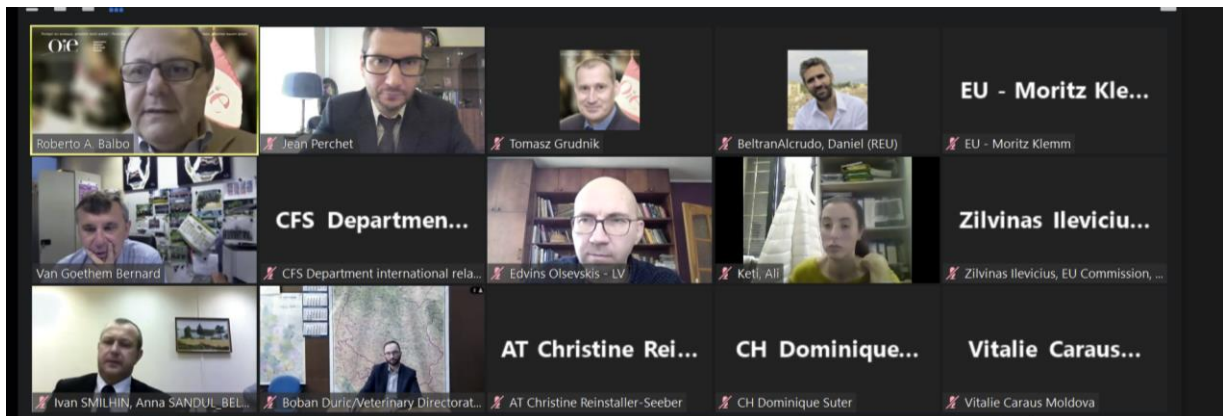 Oie
Roberto A. Balbo
Jean Perchet
Tomasz Grudnik
BeltranAlcrudo, Daniel (REU)
EU - Moritz Kle...
EU - Moritz Klemm
Van Goethem Bernard
CFS Departmen...
CFS Department international rela...
Edvins Olsevskis - LV
Keti, Ali
Zilvinas Ileviciu...
Zilvinas Ilevicius, EU Commission, ...
Ivan SMILHIN, Anna SANDUL_BEL...
Boban Duric/Veterinary Directorat...
AT Christine Rei...
AT Christine Reinstaller-Seeber
CH Dominique...
CH Dominique Suter
Vitalie Caraus...
Vitalie Caraus Moldova